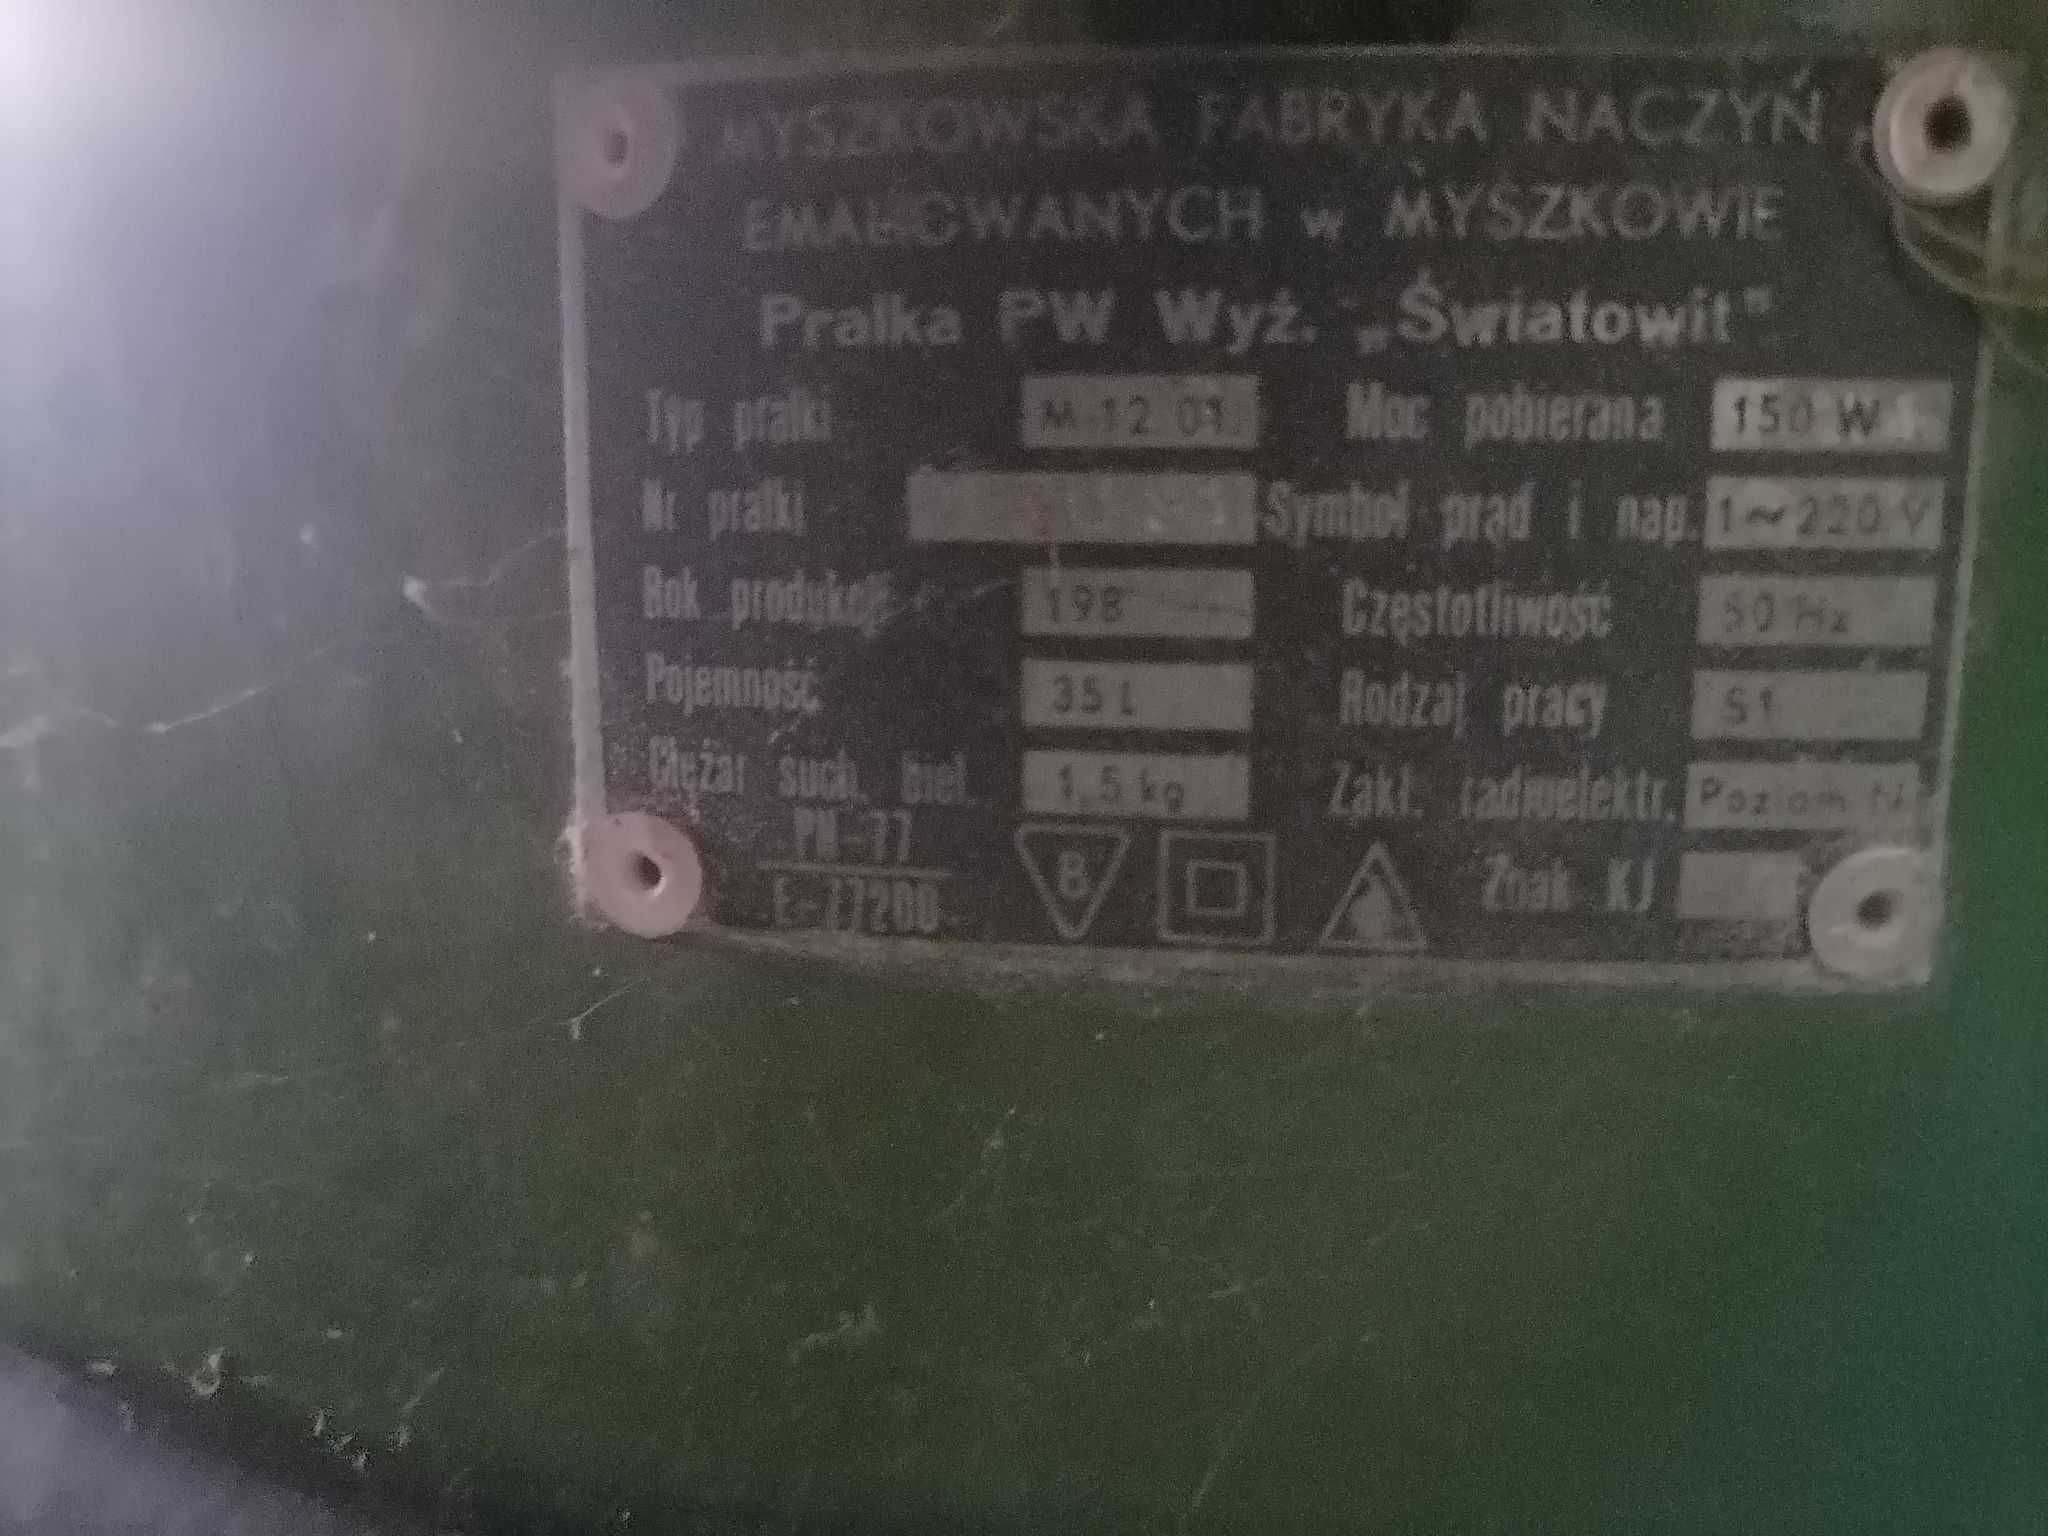 MYSZKOWSKA FABRYKA NACZYŃ
EMALIOWANYCH w MYSZKOWIE
Pralka PW Wyż. „Światowit”
Typ pralki M-12 01. Moc pobierana 150 W
Nr pralki Symbol prąd i nap. 1~220 V
Rok produkcji 198 Częstotliwość 50 Hz
Pojemność 35 L Rodzaj pracy S1
Ciężar such. biel. 1,5 kg Zakł. radioelektr. Poziom N
PN-77
E-77200 B Znak KJ